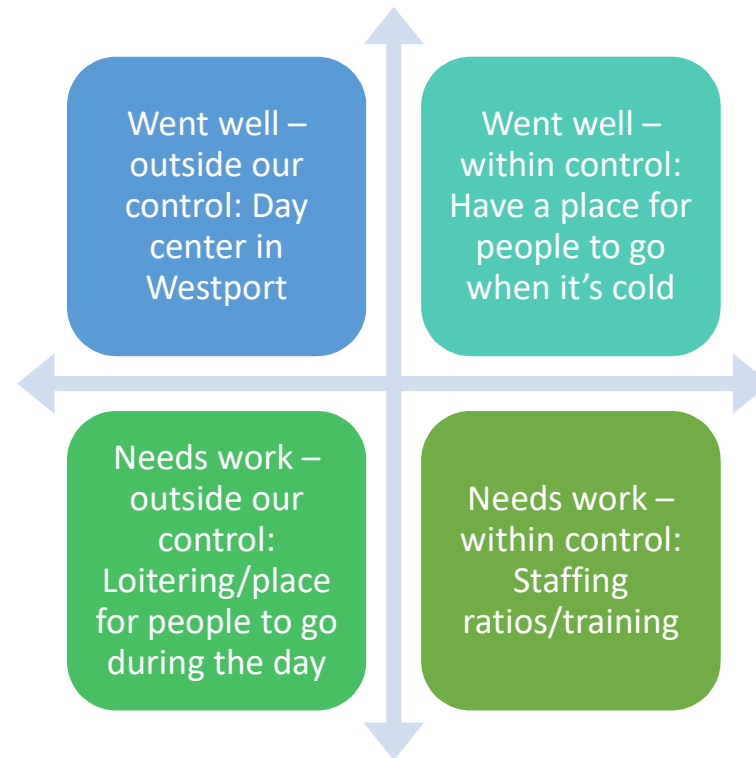 Went well –
outside our
control: Day
center in
Westport
Went well –
within control:
Have a place for
people to go
when it’s cold
Needs work –
outside our
control:
Loitering/place
for people to go
during the day
Needs work –
within control:
Staffing
ratios/training